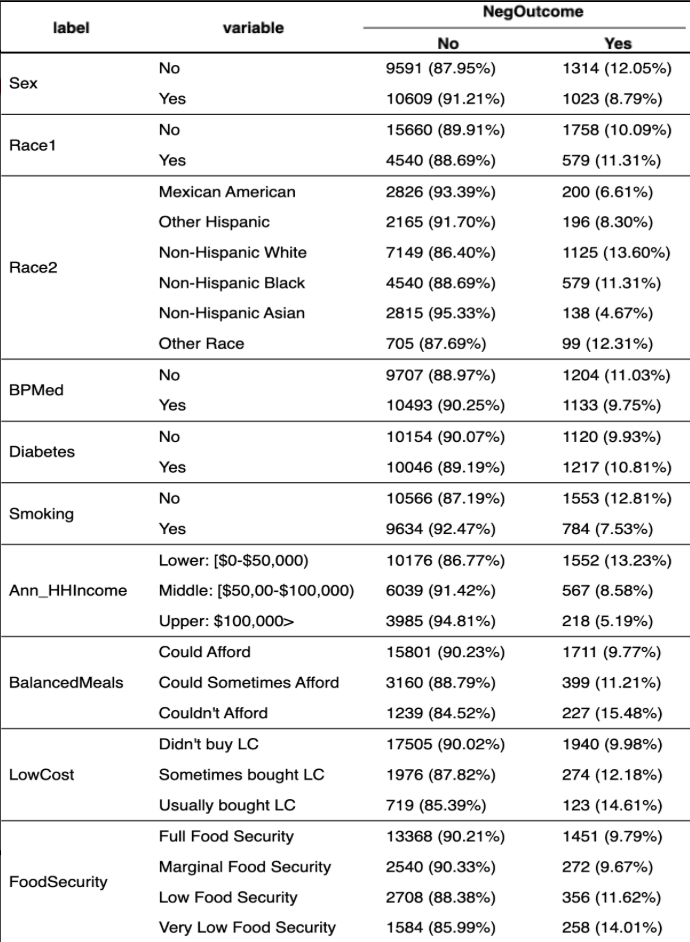 label variable NegOutcome
No Yes
Sex No 9591 (87.95%) 1314 (12.05%)
Yes 10609 (91.21%) 1023 (8.79%)
Race1 No 15660 (89.91%) 1758 (10.09%)
Yes 4540 (88.69%) 579 (11.31%)
Race2 Mexican American 2826 (93.39%) 200 (6.61%)
Other Hispanic 2165 (91.70%) 196 (8.30%)
Non-Hispanic White 7149 (86.40%) 1125 (13.60%)
Non-Hispanic Black 4540 (88.69%) 579 (11.31%)
Non-Hispanic Asian 2815 (95.33%) 138 (4.67%)
Other Race 705 (87.69%) 99 (12.31%)
BPMed No 9707 (88.97%) 1204 (11.03%)
Yes 10493 (90.25%) 1133 (9.75%)
Diabetes No 10154 (90.07%) 1120 (9.93%)
Yes 10046 (89.19%) 1217 (10.81%)
Smoking No 10566 (87.19%) 1553 (12.81%)
Yes 9634 (92.47%) 784 (7.53%)
Ann_HHIncome Lower: [$0-$50,000) 10176 (86.77%) 1552 (13.23%)
Middle: [$50,00-$100,000) 6039 (91.42%) 567 (8.58%)
Upper: $100,000> 3985 (94.81%) 218 (5.19%)
BalancedMeals Could Afford 15801 (90.23%) 1711 (9.77%)
Could Sometimes Afford 3160 (88.79%) 399 (11.21%)
Couldn't Afford 1239 (84.52%) 227 (15.48%)
LowCost Didn't buy LC 17505 (90.02%) 1940 (9.98%)
Sometimes bought LC 1976 (87.82%) 274 (12.18%)
Usually bought LC 719 (85.39%) 123 (14.61%)
FoodSecurity Full Food Security 13368 (90.21%) 1451 (9.79%)
Marginal Food Security 2540 (90.33%) 272 (9.67%)
Low Food Security 2708 (88.38%) 356 (11.62%)
Very Low Food Security 1584 (85.99%) 258 (14.01%)